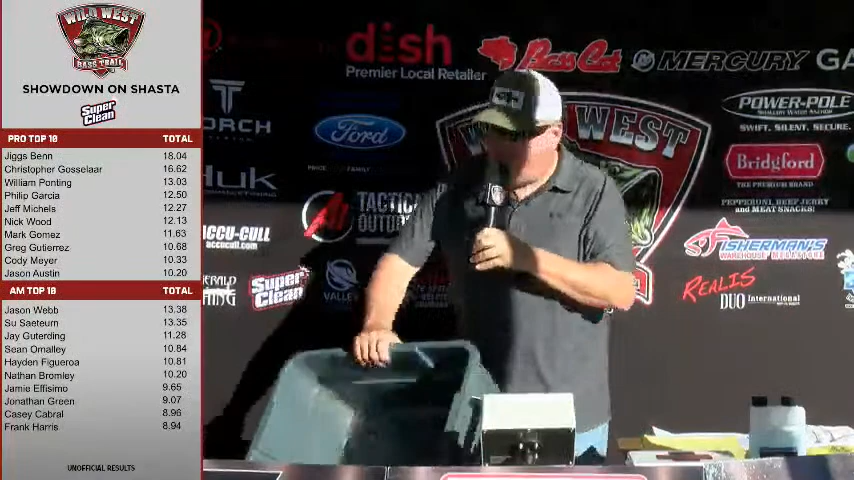 WILD WEST
BASS TRAIL
SHOWDOWN ON SHASTA
Super
Clean
PRO TOP 10 TOTAL
Jiggs Benn 18.04
Christopher Gosselaar 16.62
William Ponting 13.03
Philip Garcia 12.50
Jeff Michels 12.27
Nick Wood 12.13
Mark Gomez 11.63
Greg Gutierrez 10.68
Cody Meyer 10.33
Jason Austin 10.20
AM TOP 10 TOTAL
Jason Webb 13.38
Su Saeteurn 13.35
Jay Guterding 11.28
Sean Omalley 10.84
Hayden Figueroa 10.81
Nathan Bromley 10.20
Jamie Effisimo 9.65
Jonathan Green 9.07
Casey Cabral 8.96
Frank Harris 8.94
UNOFFICIAL RESULTS
dish
Premier Local Retailer
Bass Cat
MERCURY
GA
TORCH
Ford
POWER-POLE
SWIFT. SILENT. SECURE.
WILD WEST
Bridgford
THE PREMIUM BRAND
PEPPERONI, BEEF JERKY
AND MEAT SNACKS!
HUK
TACTICA
OUTDO
ACCU-CULL
accucull.com
FISHERMAN'S
WAREHOUSE MEGASTORE
EMERALD
Super
Clean
VALLEY
REALIS
DUO International